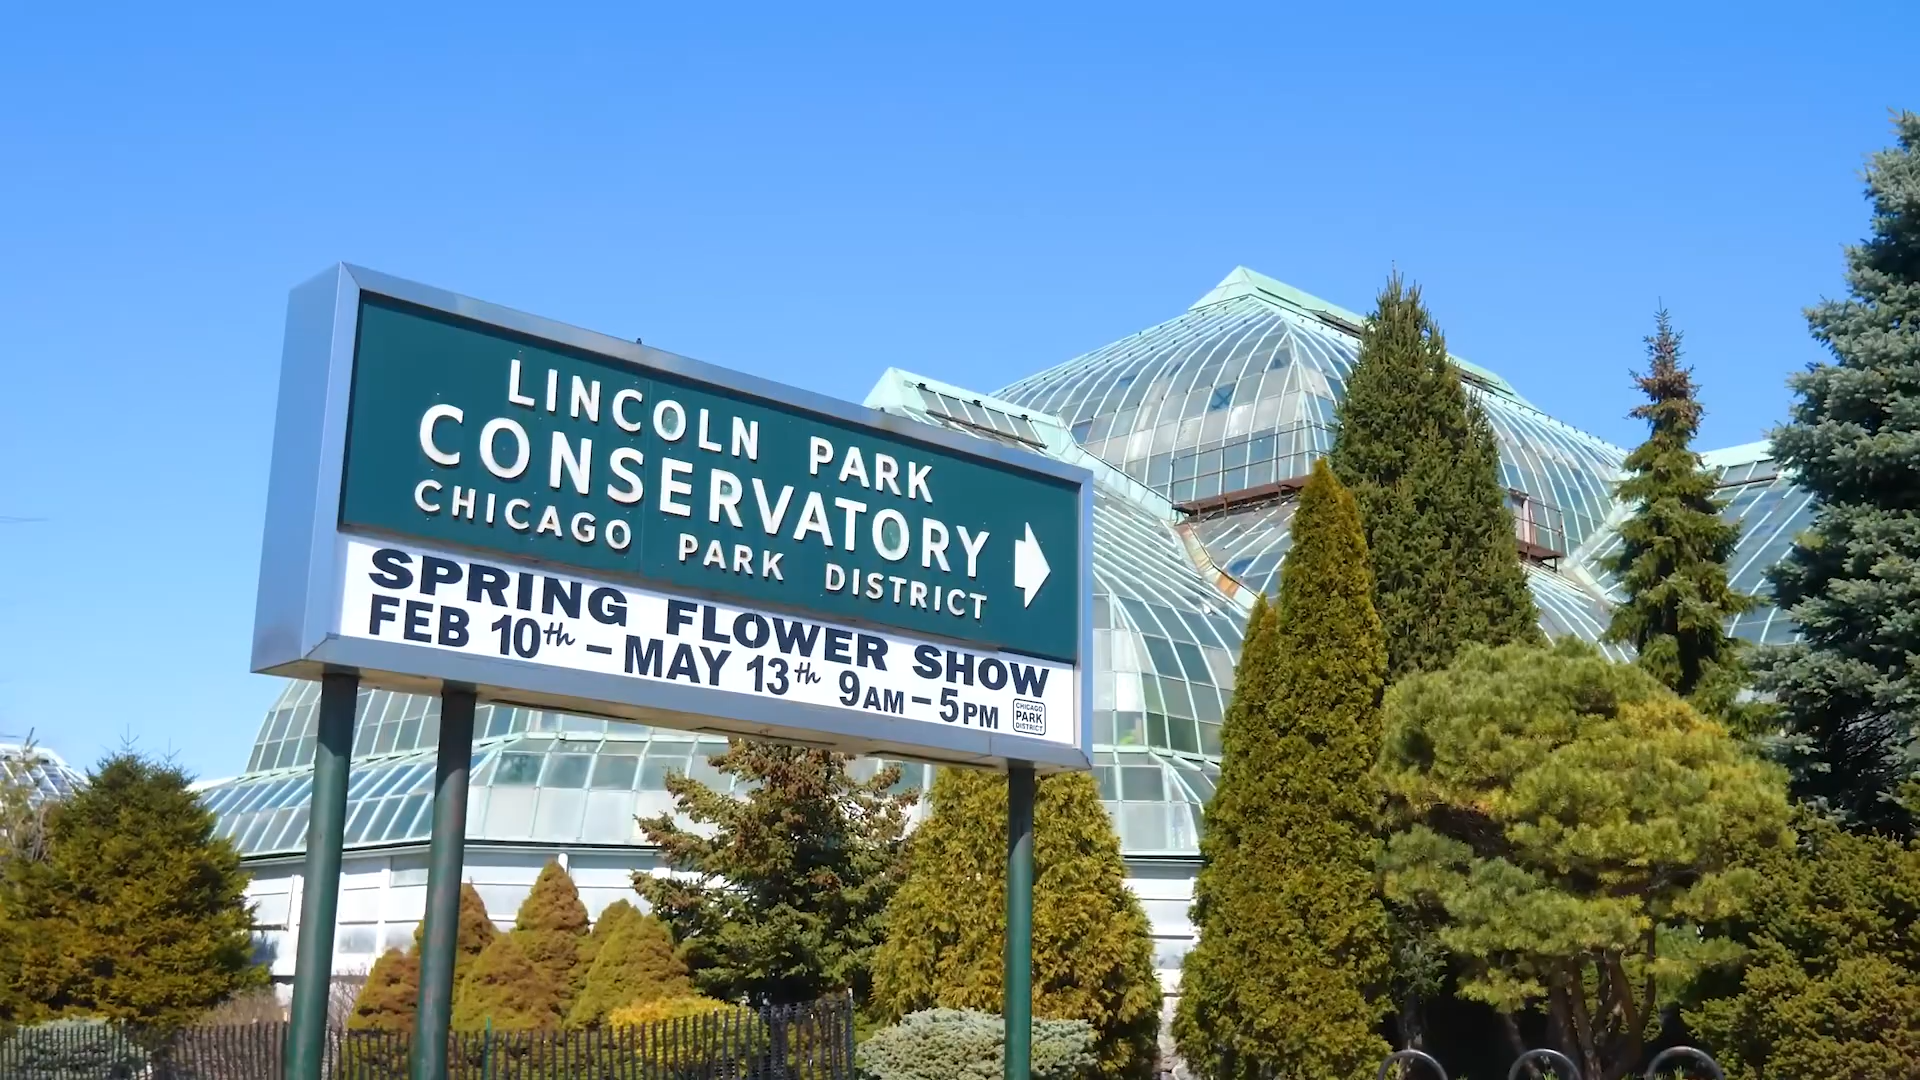 LINCOLN PARK
CONSERVATORY
CHICAGO PARK DISTRICT
SPRING FLOWER SHOW
FEB 10th – MAY 13th 9AM – 5PM
CHICAGO
PARK
DISTRICT